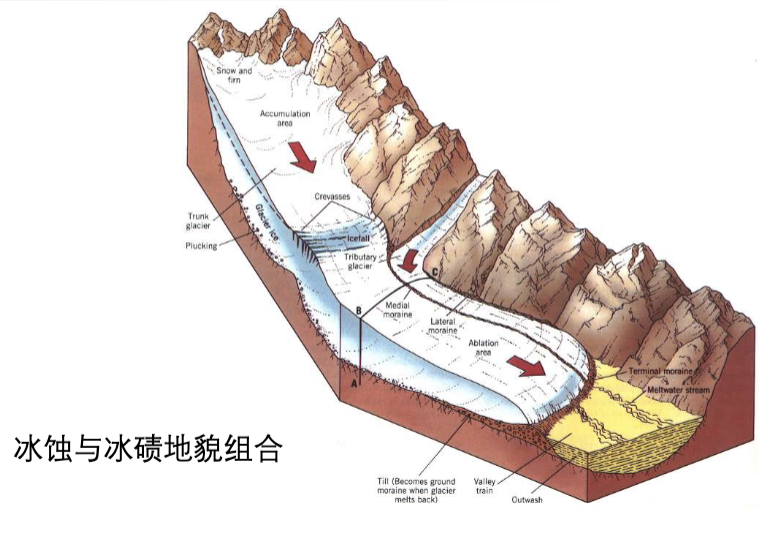 Snow and
firn
Accumulation
area
Crevasses
Trunk
glacier
Glacier ice
Plucking
Icefall
Tributary
glacier
C
B
Medial
moraine
Lateral
moraine
Ablation
area
A
Terminal moraine
Meltwater stream
冰蚀与冰碛地貌组合
Till (Becomes ground
moraine when glacier
melts back)
Valley
train
Outwash